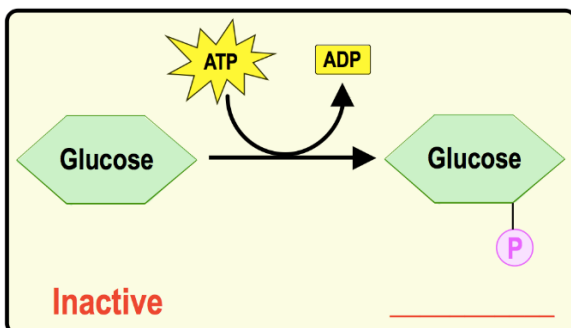 ATP
ADP
Glucose
Glucose
P
Inactive